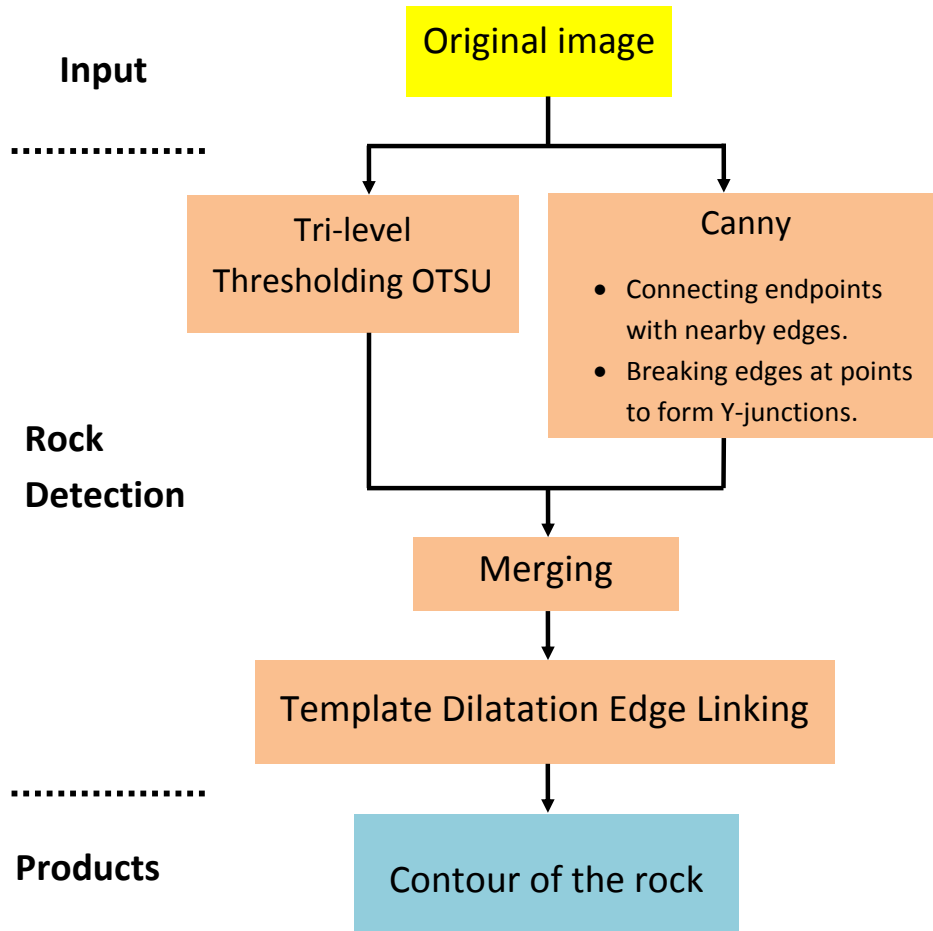 Original image
Input
Tri-level
Thresholding OTSU
Canny
• Connecting endpoints
with nearby edges.
• Breaking edges at points
to form Y-junctions.
Rock
Detection
Merging
Template Dilatation Edge Linking
Products
Contour of the rock